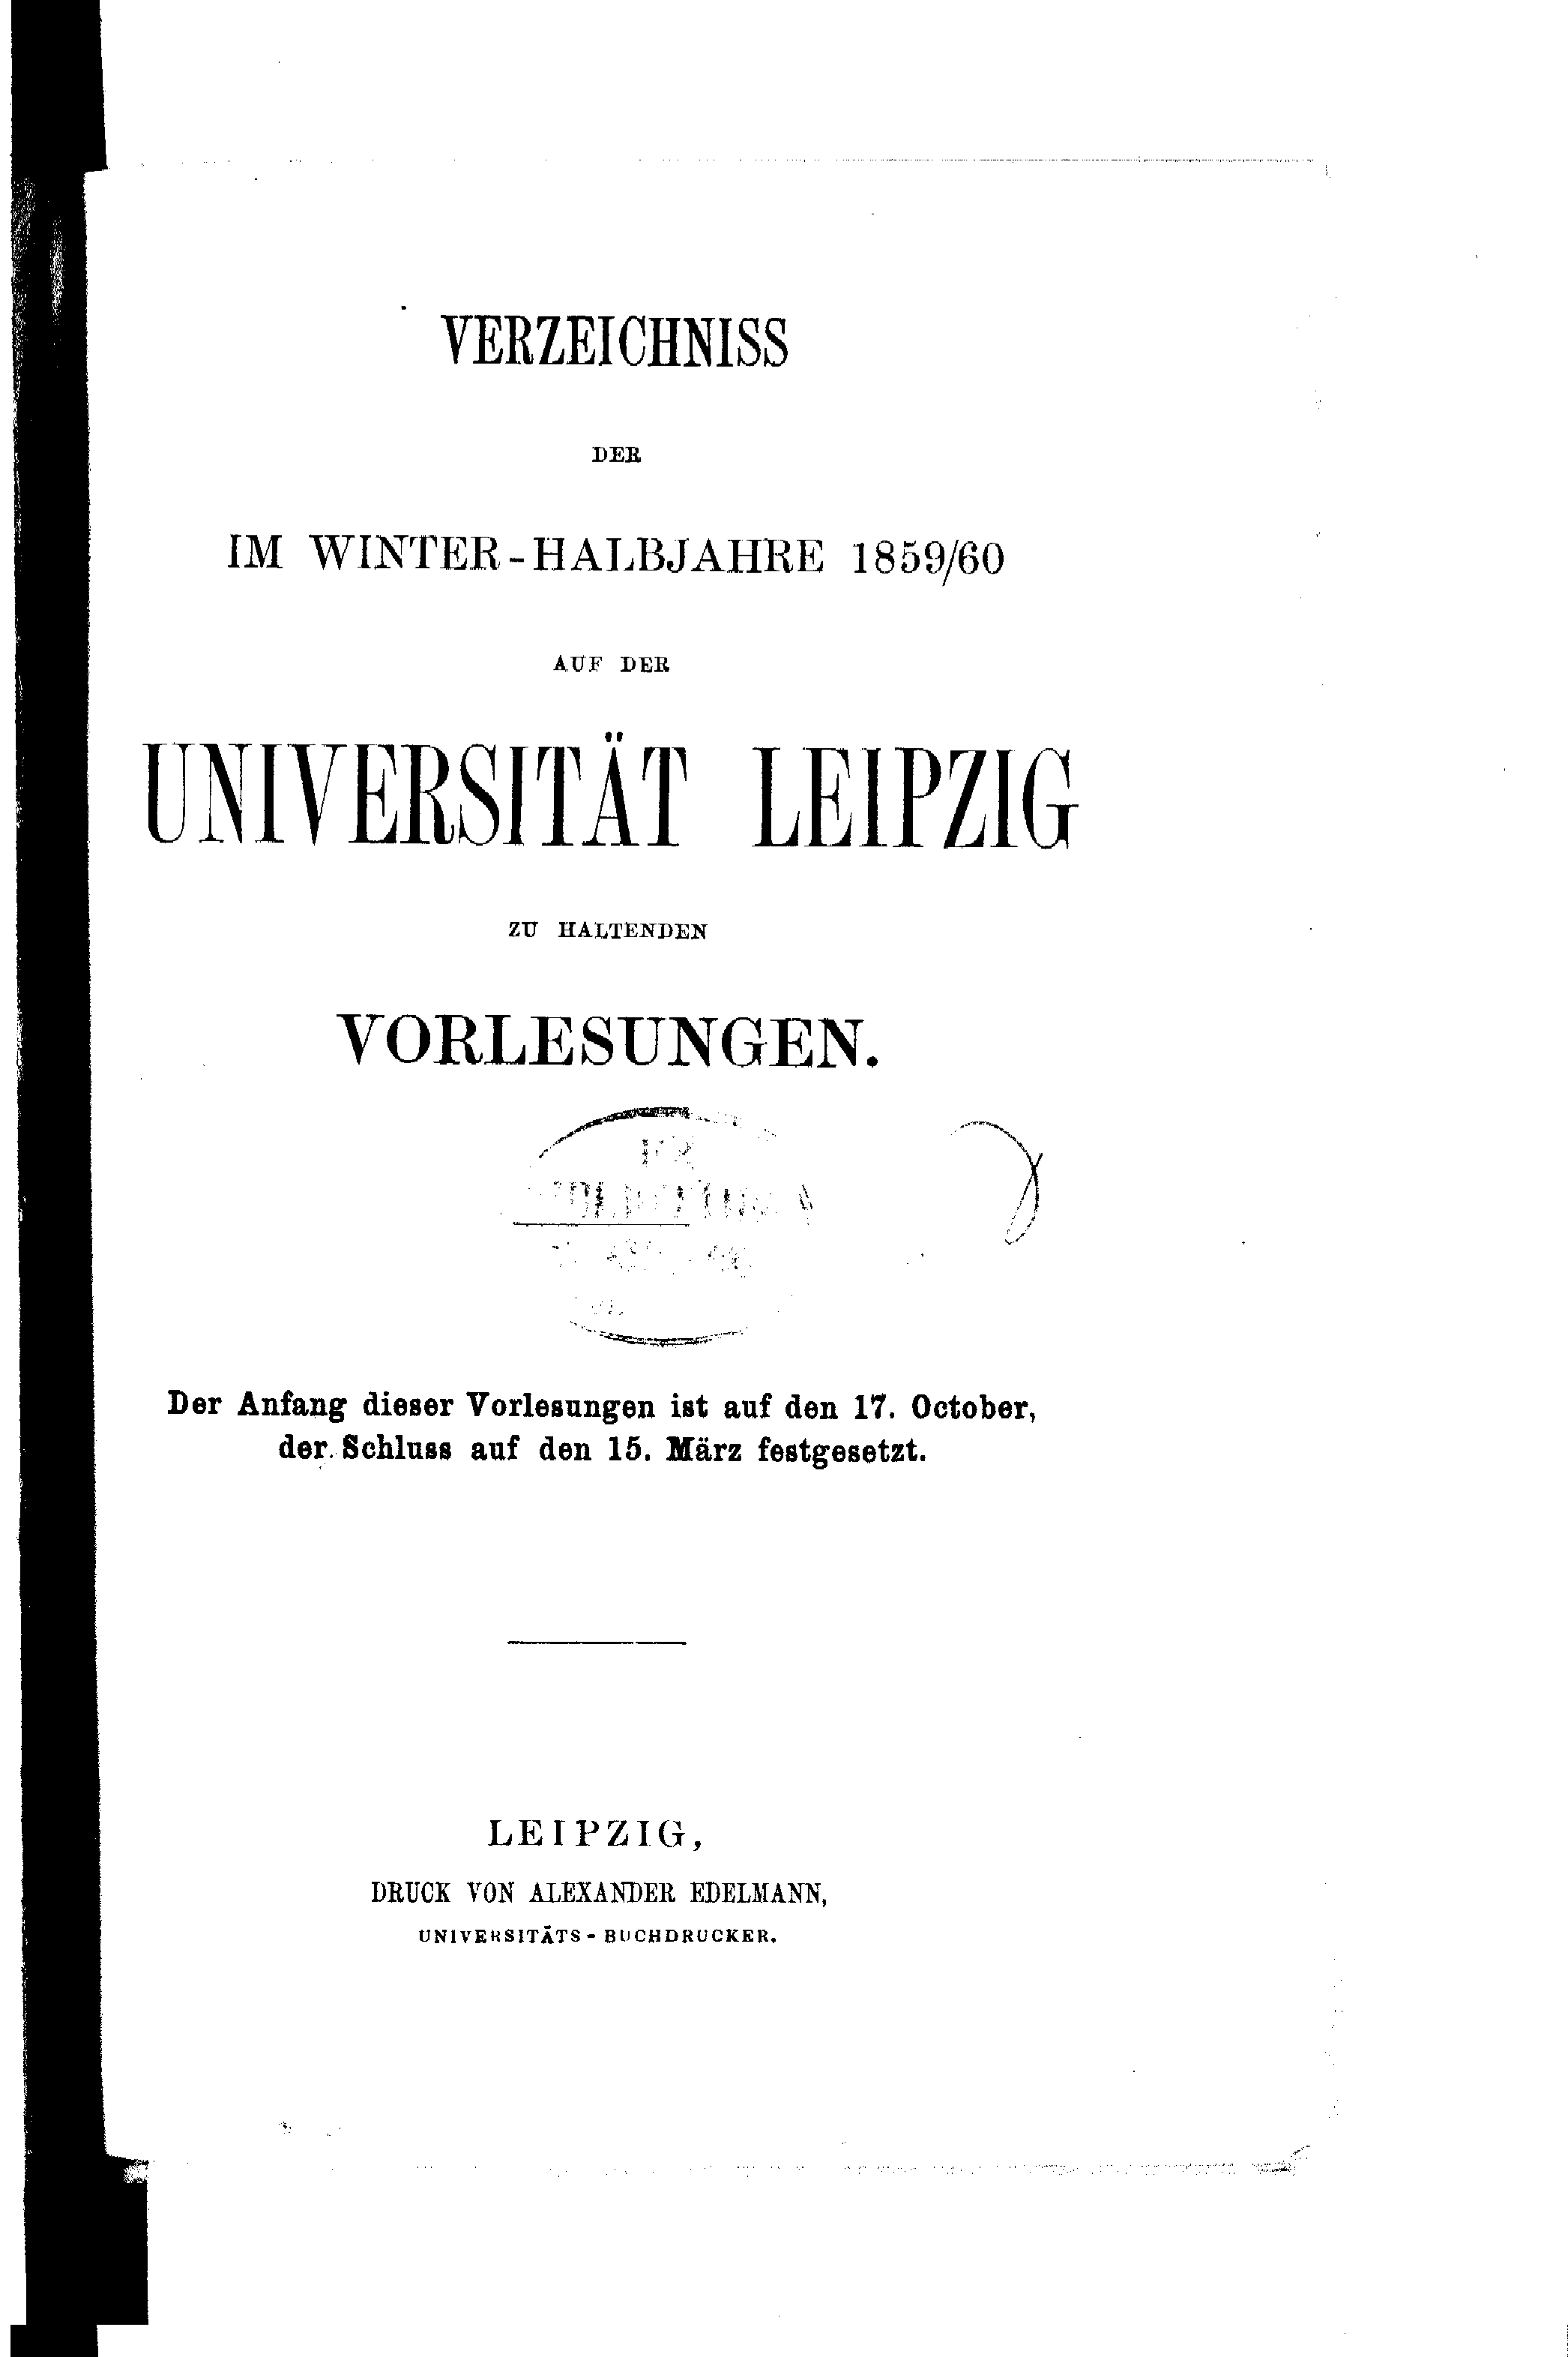 VERZEICHNISS
DER
IM WINTER-HALBJAHRE 1859/60
AUF DER
UNIVERSITÄT LEIPZIG
ZU HALTENDEN
VORLESUNGEN.
Der Anfang dieser Vorlesungen ist auf den 17. October,
der Schluss auf den 15. März festgesetzt.
LEIPZIG,
DRUCK VON ALEXANDER EDELMANN,
UNIVERSITÄTS-BUCHDRUCKER.